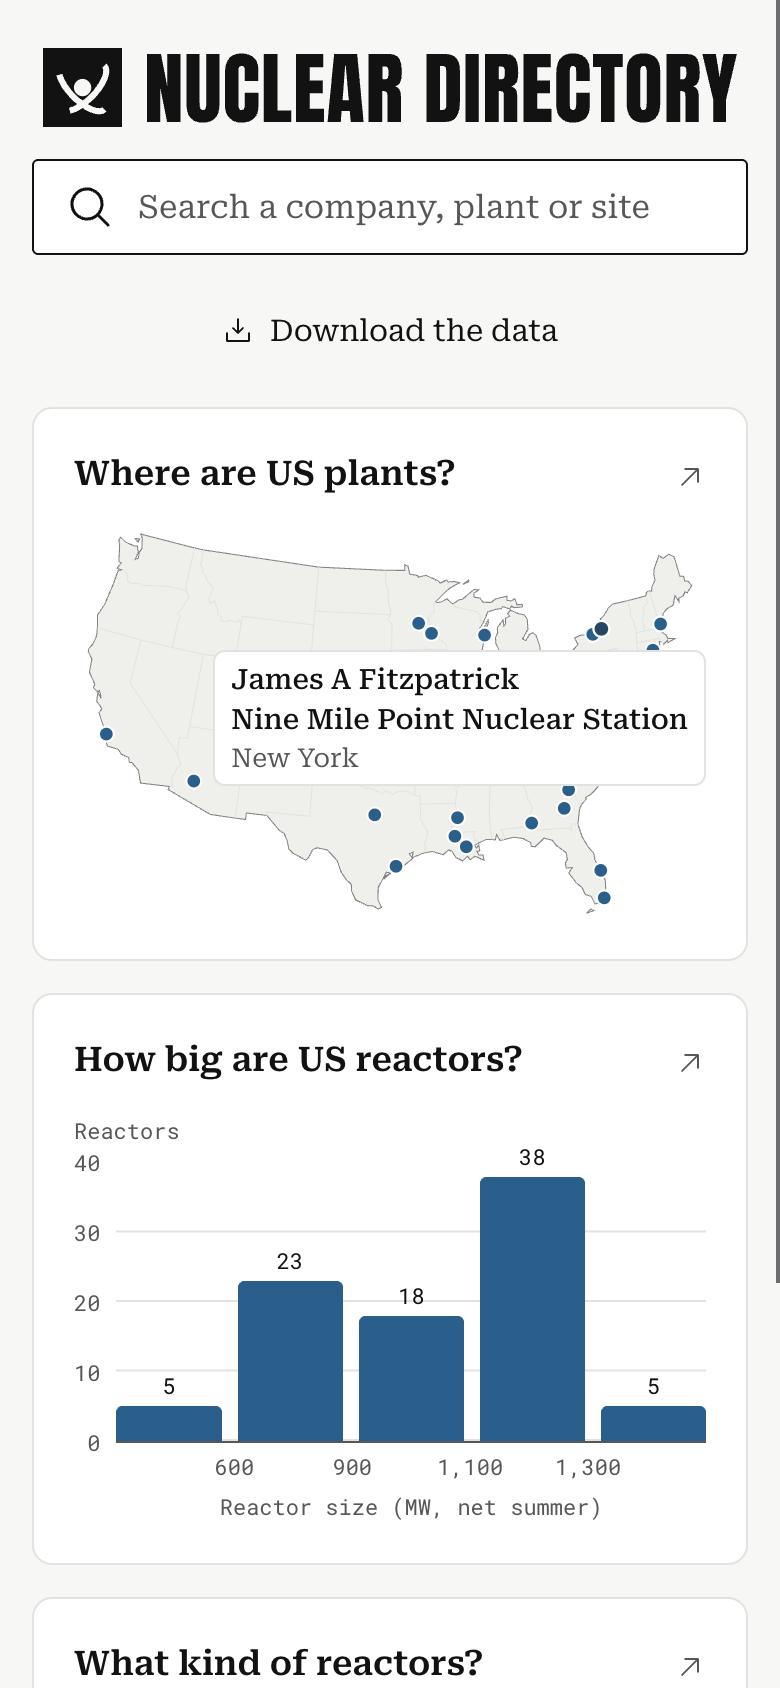 NUCLEAR DIRECTORY
Search a company, plant or site
Download the data
Where are US plants?
James A Fitzpatrick
Nine Mile Point Nuclear Station
New York
How big are US reactors?
Reactors
40
30
20
10
0
5
23
18
38
5
600 900 1,100 1,300
Reactor size (MW, net summer)
What kind of reactors?